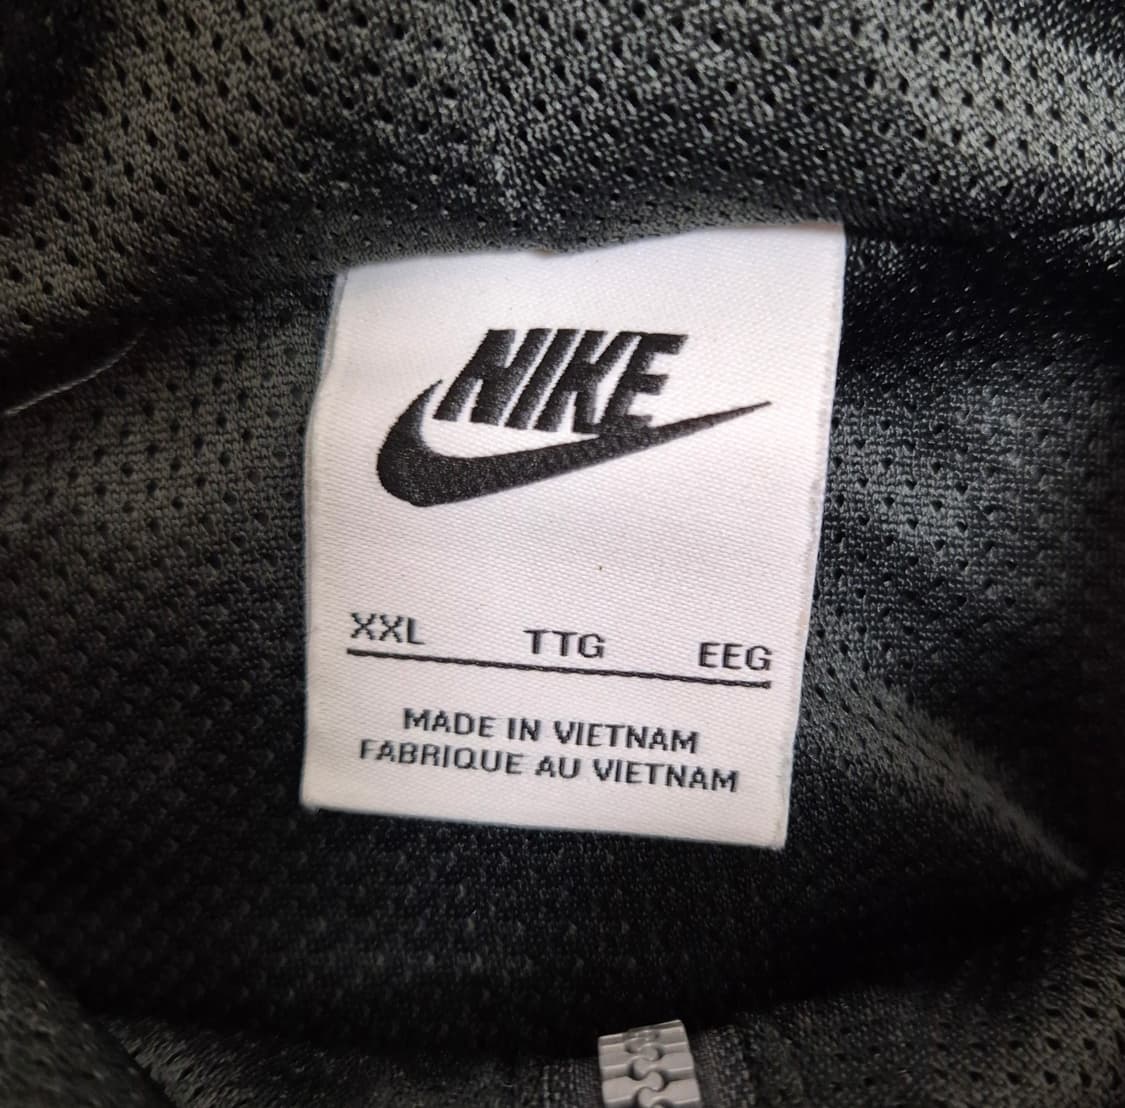 NIKE
XXL TTG EEG
MADE IN VIETNAM
FABRIQUE AU VIETNAM